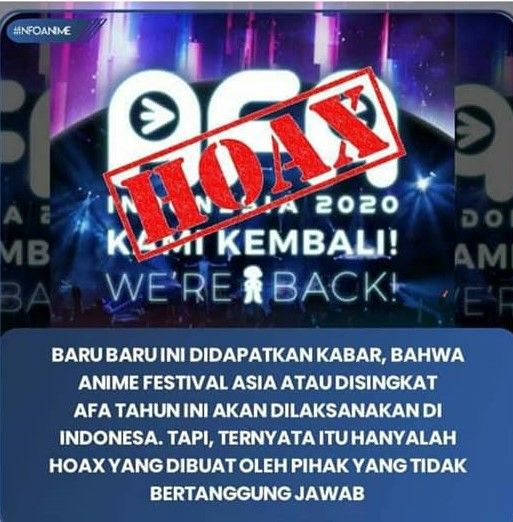 #INFOANIME
AFA
HOAX
INDONESIA 2020
KAMI KEMBALI!
WE'RE BACK!
BARU BARU INI DIDAPATKAN KABAR, BAHWA
ANIME FESTIVAL ASIA ATAU DISINGKAT
AFA TAHUN INI AKAN DILAKSANAKAN DI
INDONESA. TAPI, TERNYATA ITU HANYALAH
HOAX YANG DIBUAT OLEH PIHAK YANG TIDAK
BERTANGGUNG JAWAB